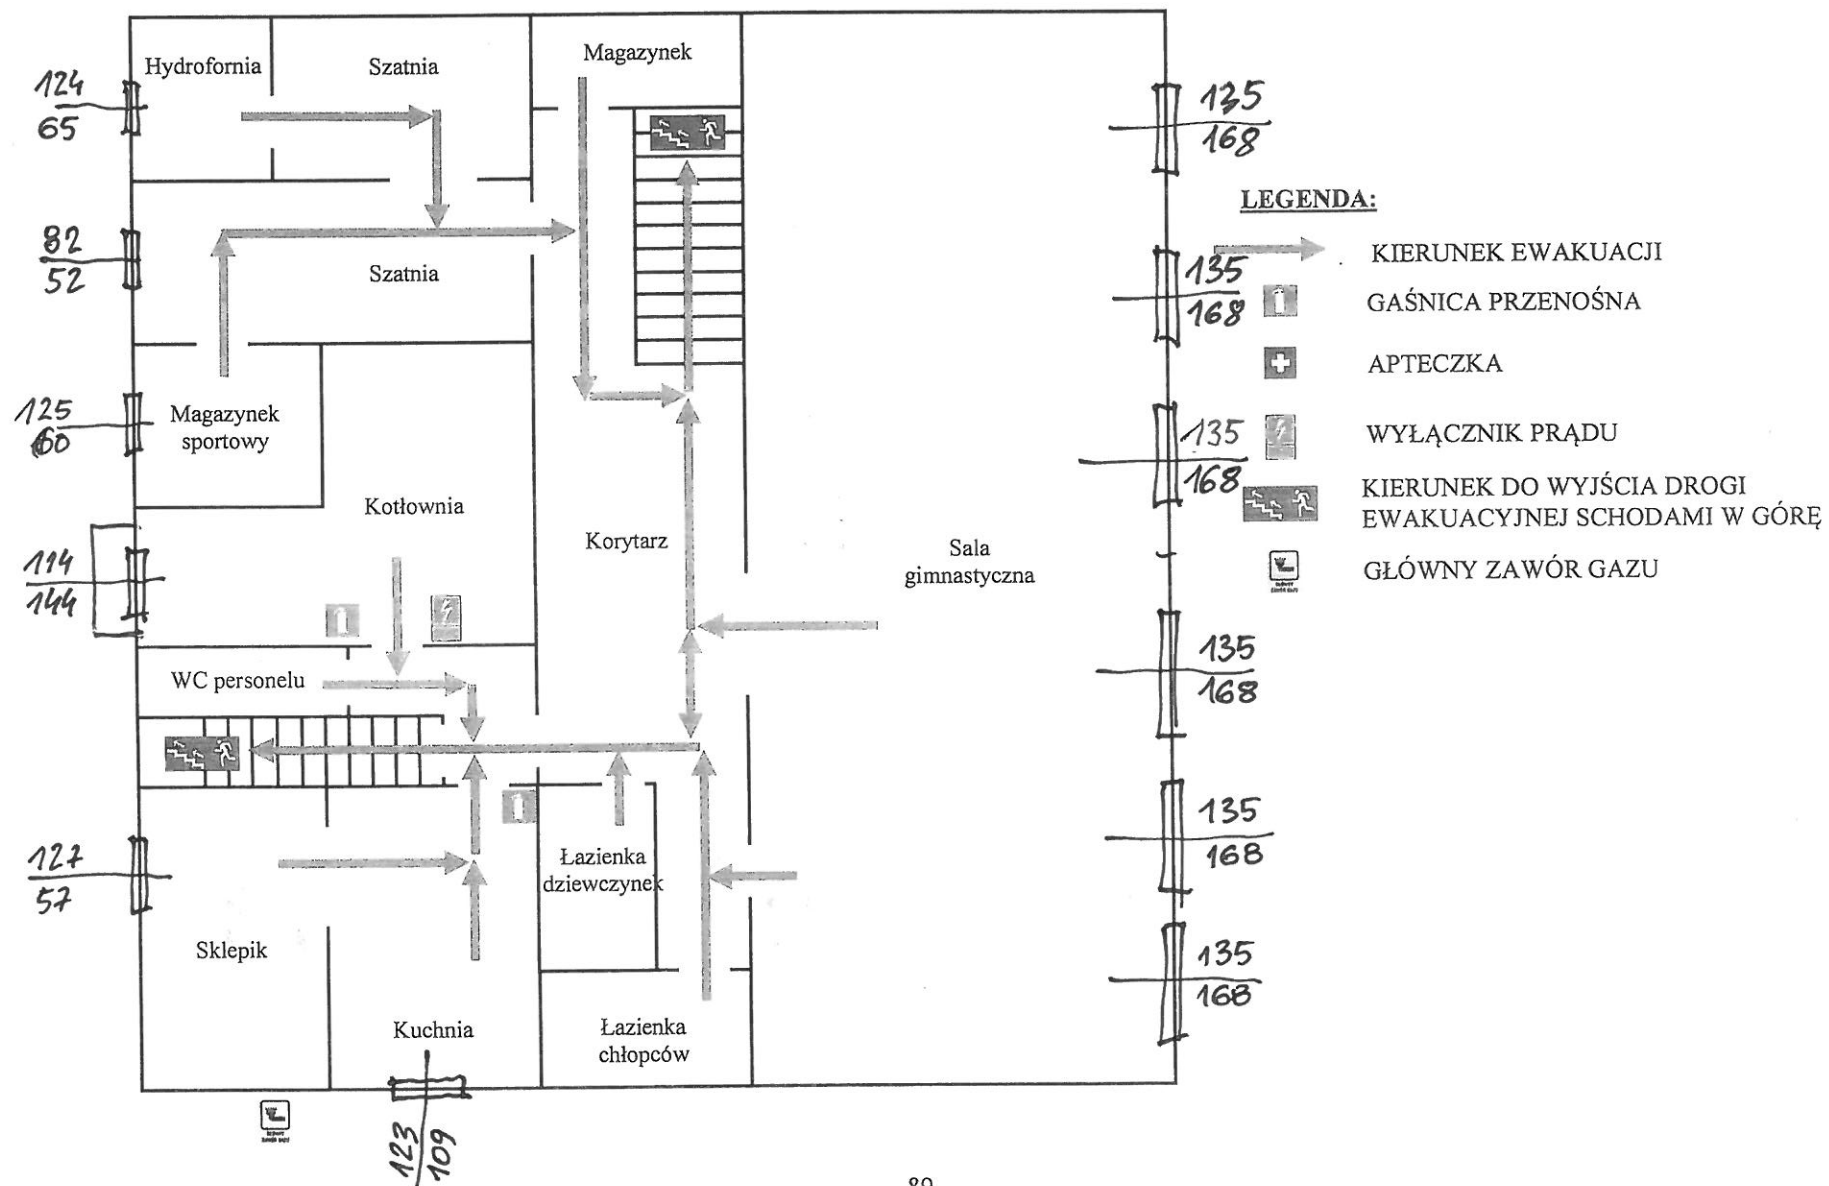 Hydrofornia
Szatnia
Magazynek
124
65
135
168
LEGENDA:
82
52
Szatnia
KIERUNEK EWAKUACJI
135
168
GAŚNICA PRZENOŚNA
APTECZKA
125
60
Magazynek
sportowy
135
168
WYŁĄCZNIK PRĄDU
KIERUNEK DO WYJŚCIA DROGI
EWAKUACYJNEJ SCHODAMI W GÓRĘ
Kotłownia
Korytarz
Sala
gimnastyczna
GŁÓWNY ZAWÓR GAZU
114
144
WC personelu
135
168
135
168
127
57
Łazienka
dziewczynek
Sklepik
135
168
Kuchnia
Łazienka
chłopców
123
109